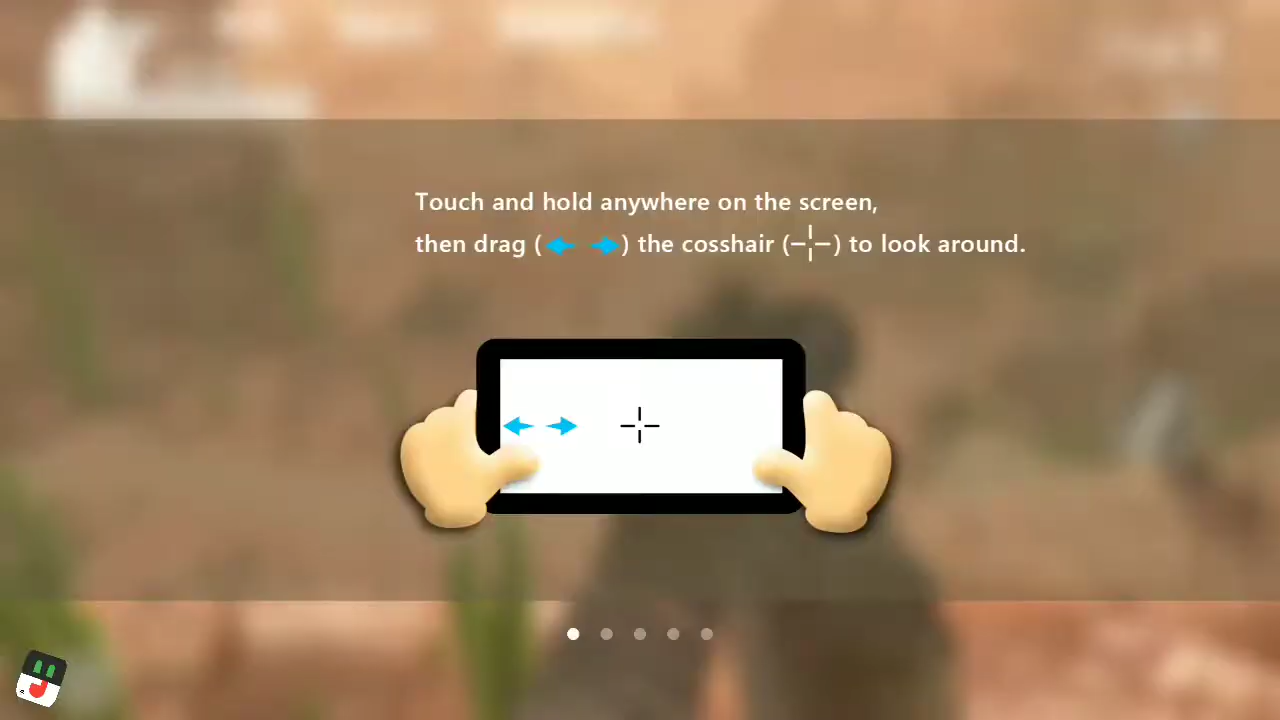 Touch and hold anywhere on the screen,
then drag ( ) the cosshair ( ) to look around.